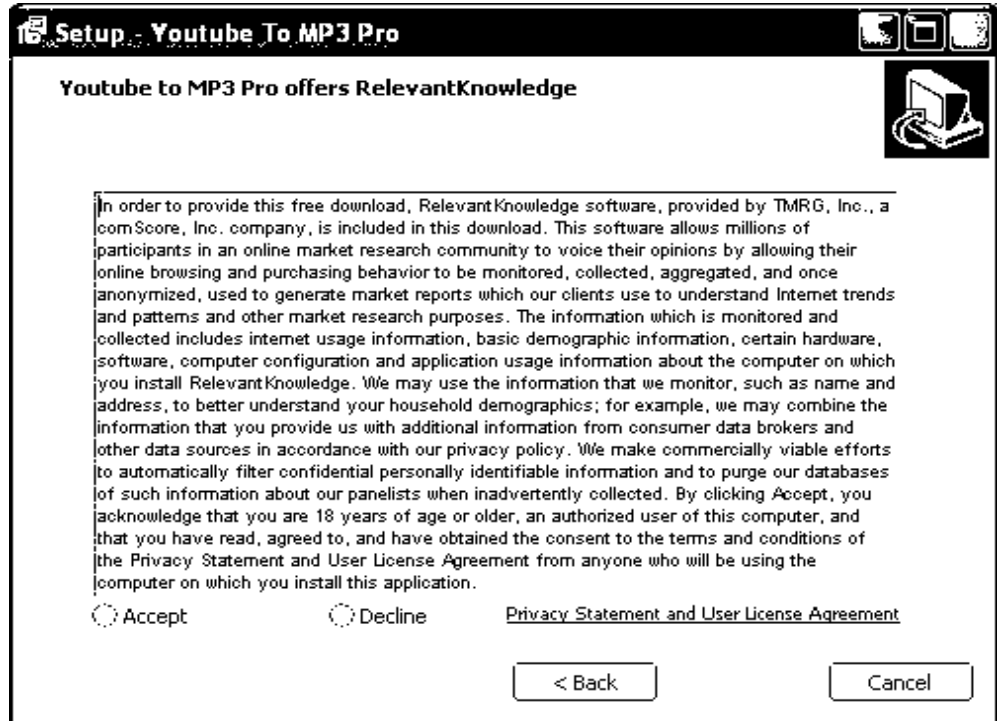 Setup - Youtube To MP3 Pro
Youtube to MP3 Pro offers RelevantKnowledge
In order to provide this free download, RelevantKnowledge software, provided by TMRG, Inc., a
comScore, Inc. company, is included in this download. This software allows millions of
participants in an online market research community to voice their opinions by allowing their
online browsing and purchasing behavior to be monitored, collected, aggregated, and once
anonymized, used to generate market reports which our clients use to understand Internet trends
and patterns and other market research purposes. The information which is monitored and
collected includes internet usage information, basic demographic information, certain hardware,
software, computer configuration and application usage information about the computer on which
you install RelevantKnowledge. We may use the information that we monitor, such as name and
address, to better understand your household demographics; for example, we may combine the
information that you provide us with additional information from consumer data brokers and
other data sources in accordance with our privacy policy. We make commercially viable efforts
to automatically filter confidential personally identifiable information and to purge our databases
of such information about our panelists when inadvertently collected. By clicking Accept, you
acknowledge that you are 18 years of age or older, an authorized user of this computer, and
that you have read, agreed to, and have obtained the consent to the terms and conditions of
the Privacy Statement and User License Agreement from anyone who will be using the
computer on which you install this application.
Accept Decline Privacy Statement and User License Agreement
< Back Cancel